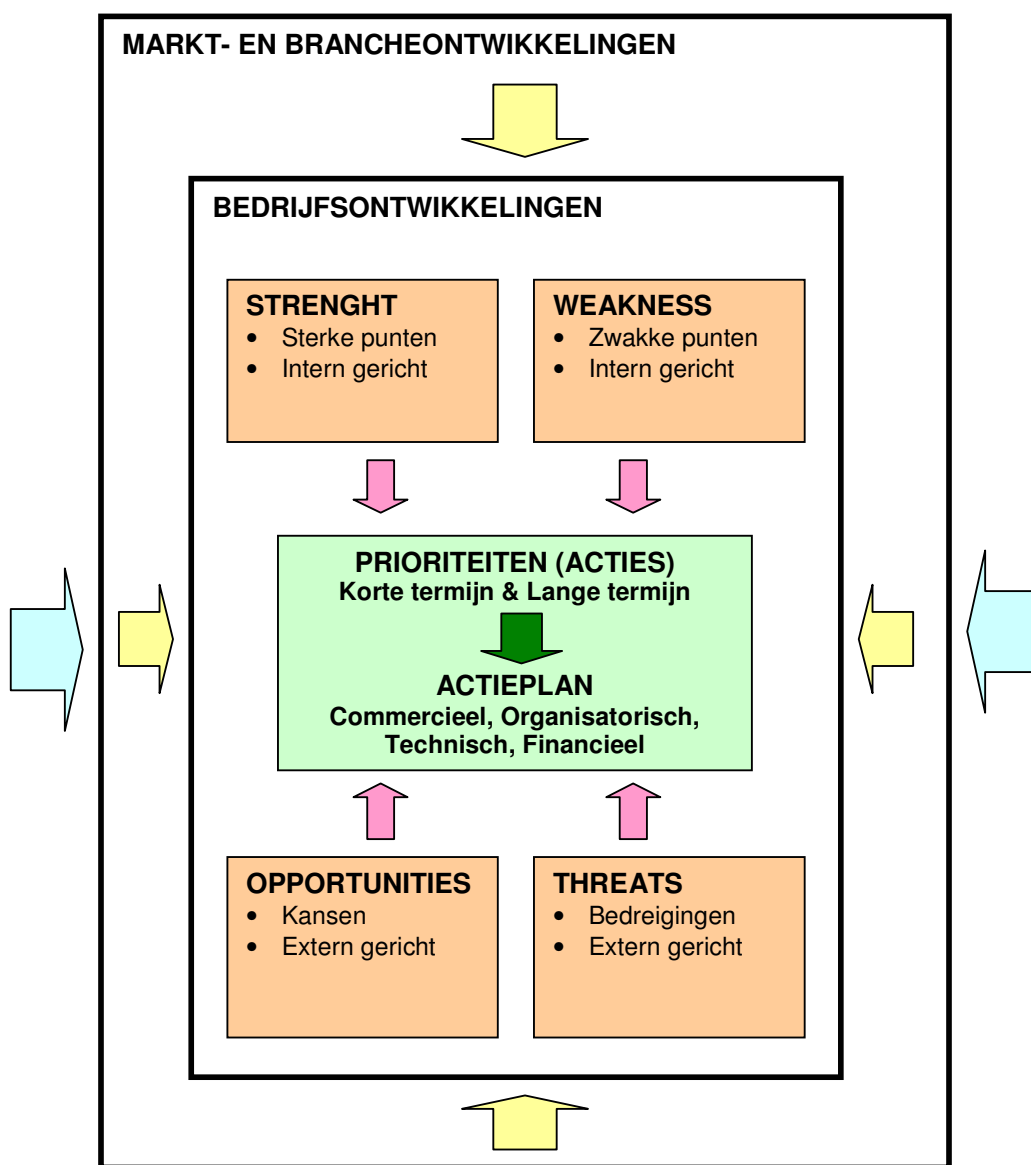 MARKT- EN BRANCHEONTWIKKELINGEN
BEDRIJFSONTWIKKELINGEN
STRENGHT
• Sterke punten
• Intern gericht
WEAKNESS
• Zwakke punten
• Intern gericht
PRIORITEITEN (ACTIES)
Korte termijn & Lange termijn
ACTIEPLAN
Commercieel, Organisatorisch,
Technisch, Financieel
OPPORTUNITIES
• Kansen
• Extern gericht
THREATS
• Bedreigingen
• Extern gericht